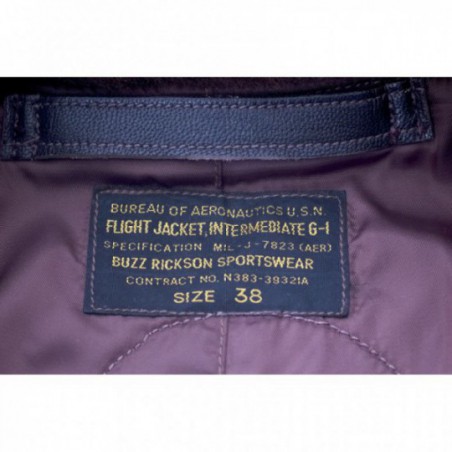 BUREAU OF AERONAUTICS U.S.N.
FLIGHT JACKET, INTERMEDIATE G-1
SPECIFICATION MIL-J-7823 (AER)
BUZZ RICKSON SPORTSWEAR
CONTRACT NO. N383-39321A
SIZE 38